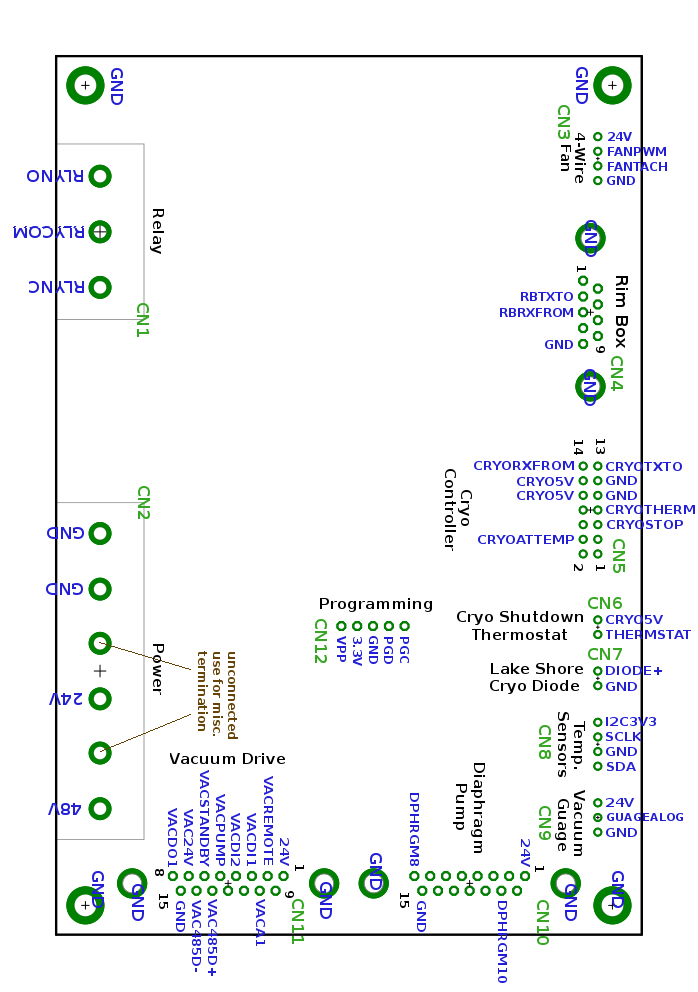 GND
GND
CN3
4-Wire
Fan
24V
FANPWM
FANTACH
GND
RLYNO
RLYCOM
RLYNC
Relay
CN1
GND
1
RBTXTO
RBRXFROM
GND
9
Rim Box
CN4
GND
14
13
CRYORXFROM
CRYO5V
CRYO5V
CRYOATTEMP
CRYOTXTO
GND
GND
CRYOTHERM
CRYOSTOP
2
1
Cryo
Controller
CN5
CN2
GND
GND
24V
48V
Power
unconnected
use for misc.
termination
Programming
CN12
VPP
3.3V
GND
PGD
PGC
CN6
Cryo Shutdown
Thermostat
CRYO5V
THERMSTAT
CN7
Lake Shore
Cryo Diode
DIODE+
GND
Temp.
Sensors
CN8
I2C3V3
SCLK
GND
SDA
Vacuum
Guage
CN9
24V
GUAGEALOG
GND
Vacuum Drive
VACDO1
VAC24V
VACSTANDBY
VACPUMP
VACDI2
VACDI1
VACREMOTE
24V
8
1
15
9
GND
VAC485D-
VAC485D+
VACA1
CN11
GND
GND
GND
Diaphragm
Pump
DPHRGM8
24V
1
15
GND
DPHRGM10
CN10
GND
GND
GND